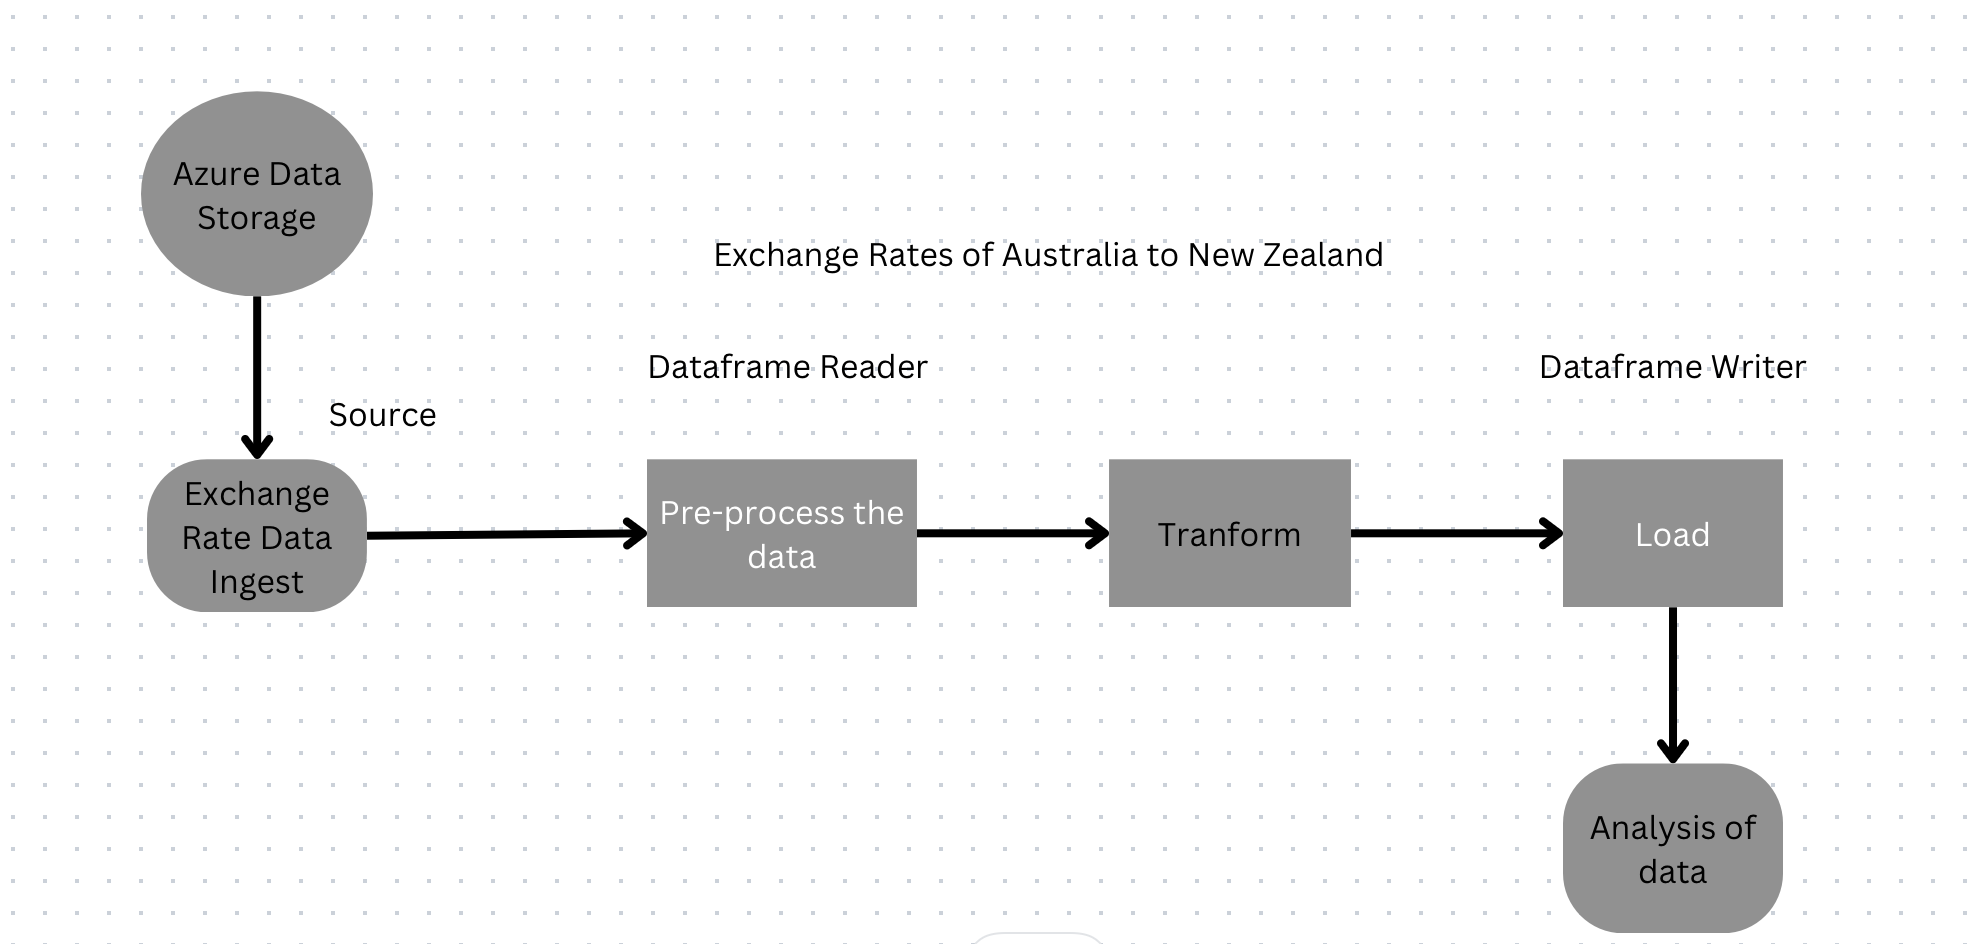 Azure Data
Storage
Exchange Rates of Australia to New Zealand
Dataframe Reader
Dataframe Writer
Source
Exchange
Rate Data
Ingest
Pre-process the
data
Tranform
Load
Analysis of
data